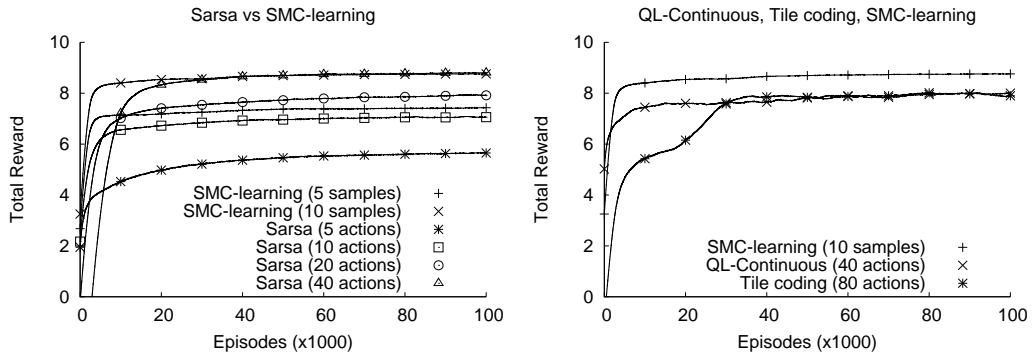 Sarsa vs SMC-learning
10
8
6
4
2
0
Total Reward
0 20 40 60 80 100
Episodes (x1000)
SMC-learning (5 samples)
SMC-learning (10 samples)
Sarsa (5 actions)
Sarsa (10 actions)
Sarsa (20 actions)
Sarsa (40 actions)
QL-Continuous, Tile coding, SMC-learning
10
8
6
4
2
0
Total Reward
0 20 40 60 80 100
Episodes (x1000)
SMC-learning (10 samples)
QL-Continuous (40 actions)
Tile coding (80 actions)